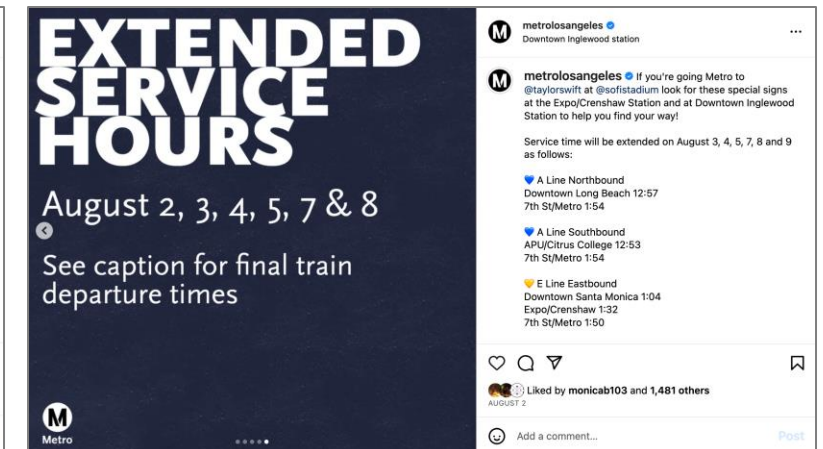 EXTENDED
SERVICE
HOURS
August 2, 3, 4, 5, 7 & 8
See caption for final train
departure times
M
Metro
M
metrolosangeles
Downtown Inglewood station
M
metrolosangeles If you're going Metro to
@taylorswift at @sofistadium look for these special signs
at the Expo/Crenshaw Station and at Downtown Inglewood
Station to help you find your way!
Service time will be extended on August 3, 4, 5, 7, 8 and 9
as follows:
💙 A Line Northbound
Downtown Long Beach 12:57
7th St/Metro 1:54
💙 A Line Southbound
APU/Citrus College 12:53
7th St/Metro 1:54
💛 E Line Eastbound
Downtown Santa Monica 1:04
Expo/Crenshaw 1:32
7th St/Metro 1:50
Liked by monicab103 and 1,481 others
AUGUST 2
Add a comment...
Post